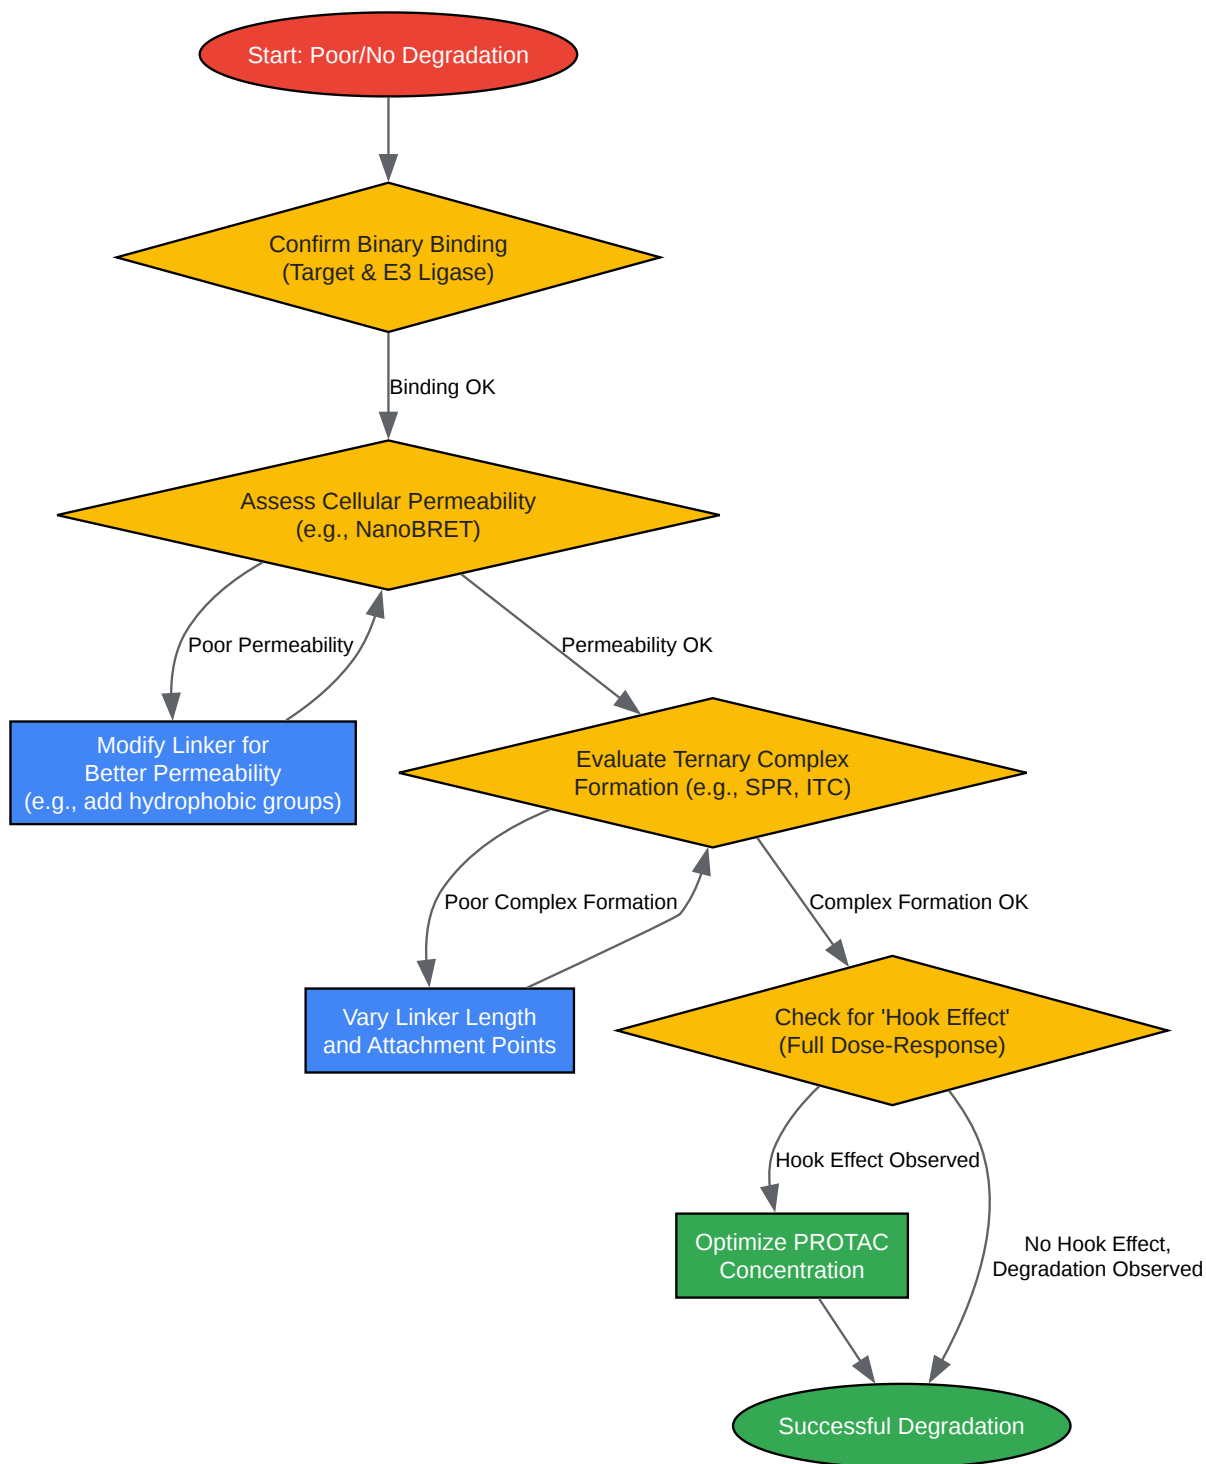 Start: Poor/No Degradation
Confirm Binary Binding
(Target & E3 Ligase)
Binding OK
Assess Cellular Permeability
(e.g., NanoBRET)
Poor Permeability
Permeability OK
Modify Linker for
Better Permeability
(e.g., add hydrophobic groups)
Evaluate Ternary Complex
Formation (e.g., SPR, ITC)
Poor Complex Formation
Complex Formation OK
Vary Linker Length
and Attachment Points
Check for 'Hook Effect'
(Full Dose-Response)
Hook Effect Observed
No Hook Effect,
Degradation Observed
Optimize PROTAC
Concentration
Successful Degradation